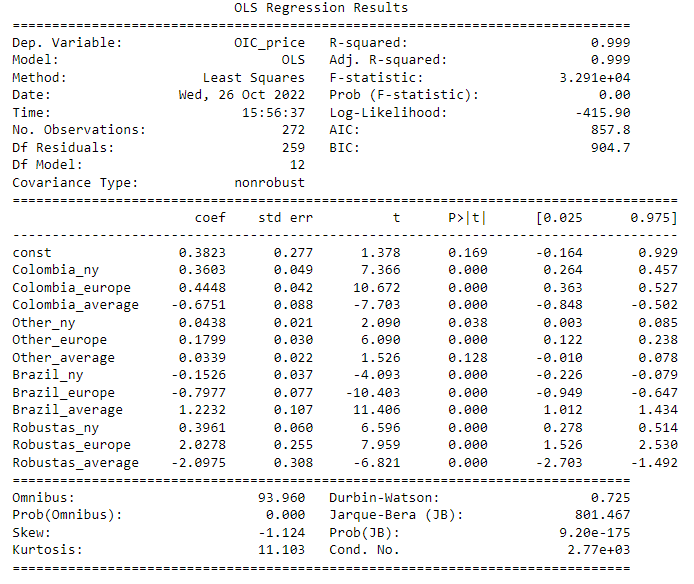 OLS Regression Results
==============================================================================
Dep. Variable:              OIC_price   R-squared:                       0.999
Model:                            OLS   Adj. R-squared:                  0.999
Method:                 Least Squares   F-statistic:                 3.291e+04
Date:                Wed, 26 Oct 2022   Prob (F-statistic):               0.00
Time:                        15:56:37   Log-Likelihood:                -415.90
No. Observations:                 272   AIC:                             857.8
Df Residuals:                     259   BIC:                             904.7
Df Model:                          12
Covariance Type:            nonrobust
====================================================================================
                       coef    std err          t      P>|t|      [0.025      0.975]
------------------------------------------------------------------------------------
const                0.3823      0.277      1.378      0.169      -0.164       0.929
Colombia_ny          0.3603      0.049      7.366      0.000       0.264       0.457
Colombia_europe      0.4448      0.042     10.672      0.000       0.363       0.527
Colombia_average    -0.6751      0.088     -7.703      0.000      -0.848      -0.502
Other_ny             0.0438      0.021      2.090      0.038       0.003       0.085
Other_europe         0.1799      0.030      6.090      0.000       0.122       0.238
Other_average        0.0339      0.022      1.526      0.128      -0.010       0.078
Brazil_ny           -0.1526      0.037     -4.093      0.000      -0.226      -0.079
Brazil_europe       -0.7977      0.077    -10.403      0.000      -0.949      -0.647
Brazil_average       1.2232      0.107     11.406      0.000       1.012       1.434
Robustas_ny          0.3961      0.060      6.596      0.000       0.278       0.514
Robustas_europe      2.0278      0.255      7.959      0.000       1.526       2.530
Robustas_average    -2.0975      0.308     -6.821      0.000      -2.703      -1.492
==============================================================================
Omnibus:                       93.960   Durbin-Watson:                   0.725
Prob(Omnibus):                  0.000   Jarque-Bera (JB):              801.467
Skew:                          -1.124   Prob(JB):                    9.20e-175
Kurtosis:                      11.103   Cond. No.                     2.77e+03
==============================================================================